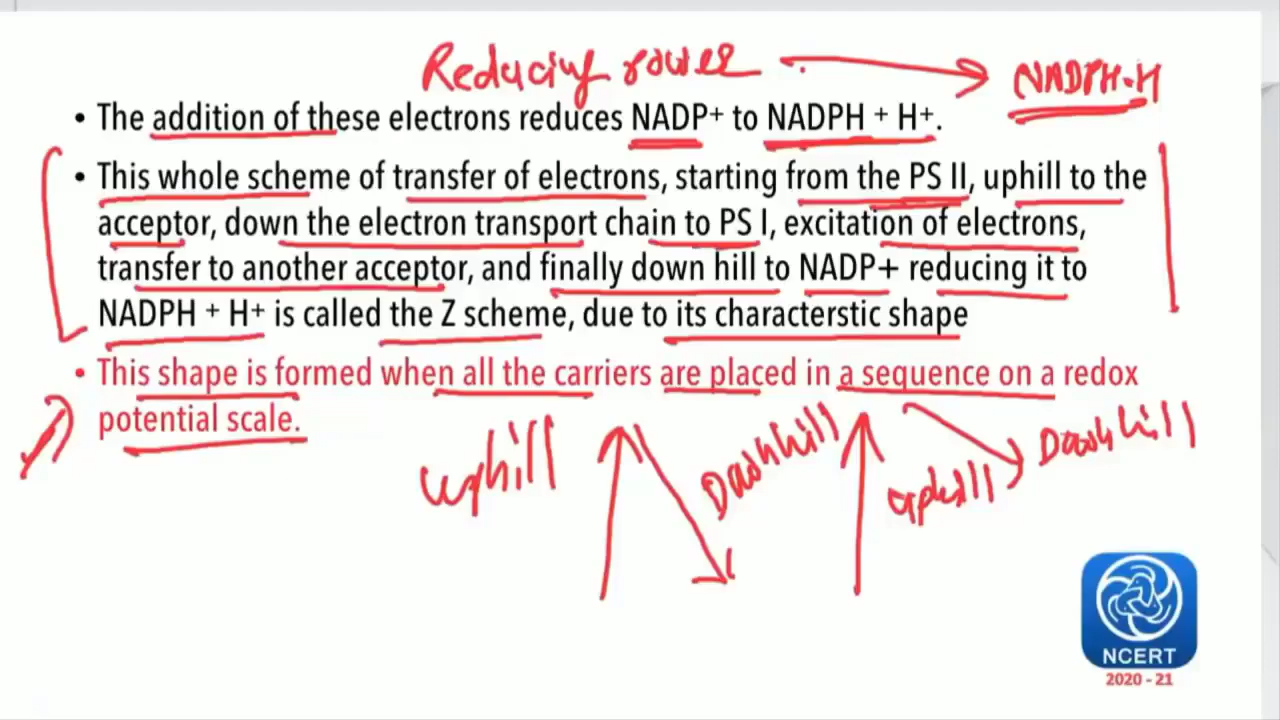 Reducing power NADPH-H
• The addition of these electrons reduces NADP+ to NADPH + H+.
• This whole scheme of transfer of electrons, starting from the PS II, uphill to the
acceptor, down the electron transport chain to PS I, excitation of electrons,
transfer to another acceptor, and finally down hill to NADP+ reducing it to
NADPH + H+ is called the Z scheme, due to its characterstic shape
• This shape is formed when all the carriers are placed in a sequence on a redox
potential scale.
uphill Downhill uphill Downhill
NCERT
2020 - 21